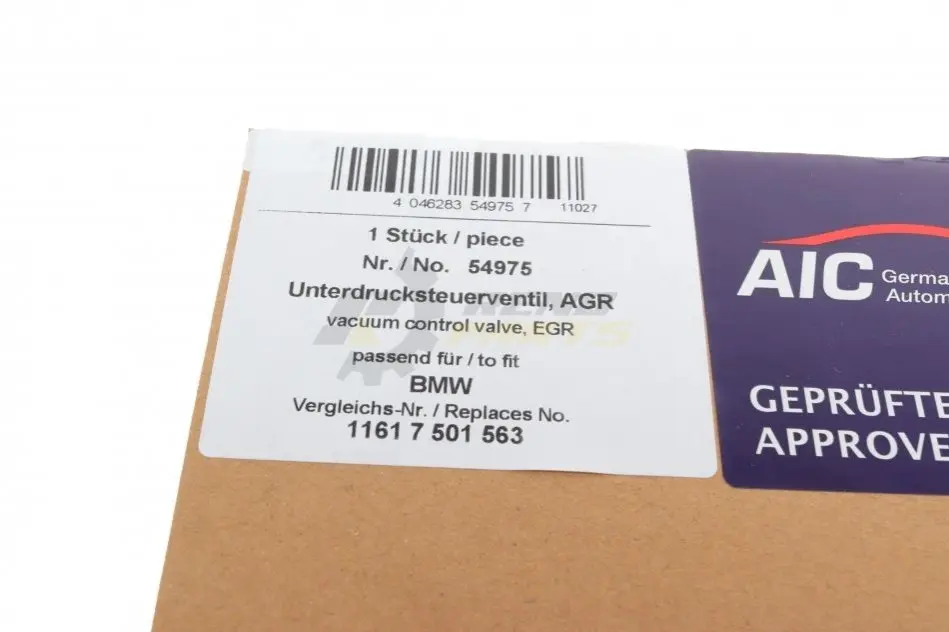 4 046283 54975 7 11027
1 Stück / piece
Nr. / No. 54975
Unterdrucksteuerventil, AGR
vacuum control valve, EGR
passend für / to fit
BMW
Vergleichs-Nr. / Replaces No.
1161 7 501 563
AIC
GEPRÜFTE
APPROVE
PARTS